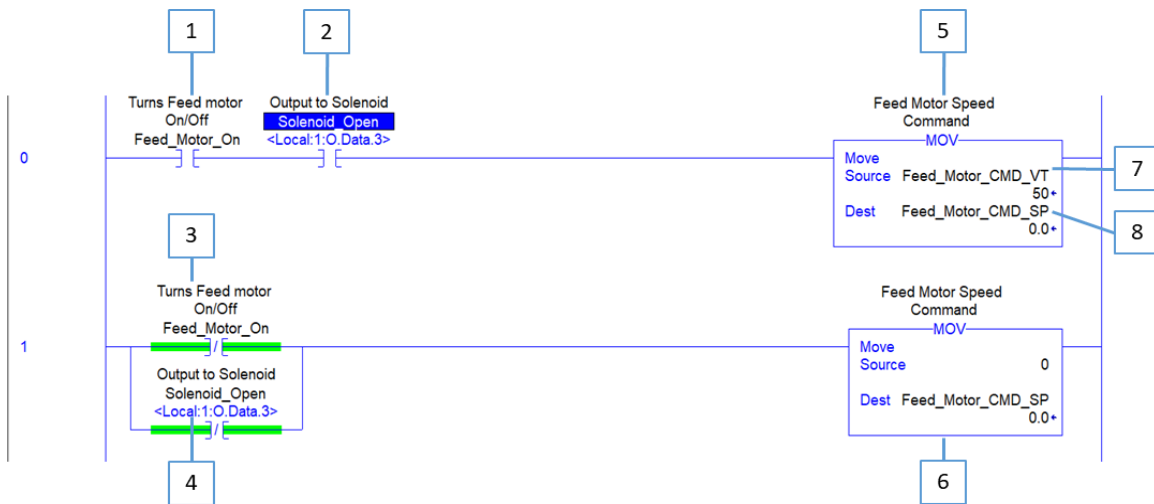 1
2
5
Turns Feed motor
On/Off
Feed_Motor_On
Output to Solenoid
Solenoid_Open
<Local:1:O.Data.3>
Feed Motor Speed
Command
MOV
0
Move
Source Feed_Motor_CMD_VT
50
Dest Feed_Motor_CMD_SP
0.0
7
8
3
Turns Feed motor
On/Off
Feed_Motor_On
/
Feed Motor Speed
Command
MOV
1
Move
Source 0
Dest Feed_Motor_CMD_SP
0.0
Output to Solenoid
Solenoid_Open
<Local:1:O.Data.3>
/
4
6